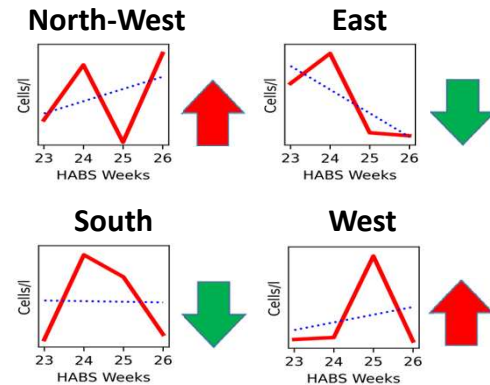 North-West
Cells/l
23 24 25 26
HABS Weeks
East
Cells/l
23 24 25 26
HABS Weeks
South
Cells/l
23 24 25 26
HABS Weeks
West
Cells/l
23 24 25 26
HABS Weeks